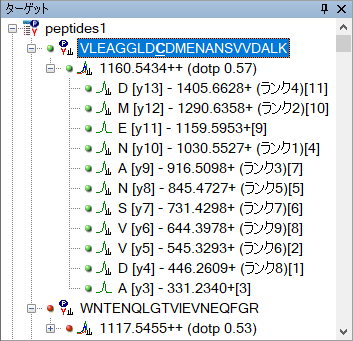 ターゲット
peptides1
VLEAGGLDCDMENANSVVDALK
1160.5434++ (dotp 0.57)
D [y13] - 1405.6628+ (ランク4)[11]
M [y12] - 1290.6358+ (ランク2)[10]
E [y11] - 1159.5953+[9]
N [y10] - 1030.5527+ (ランク1)[4]
A [y9] - 916.5098+ (ランク3)[7]
N [y8] - 845.4727+ (ランク5)[5]
S [y7] - 731.4298+ (ランク7)[6]
V [y6] - 644.3978+ (ランク9)[8]
V [y5] - 545.3293+ (ランク6)[2]
D [y4] - 446.2609+ (ランク8)[1]
A [y3] - 331.2340+[3]
WNTENQLGTVIEVNEQFGR
1117.5455++ (dotp 0.53)